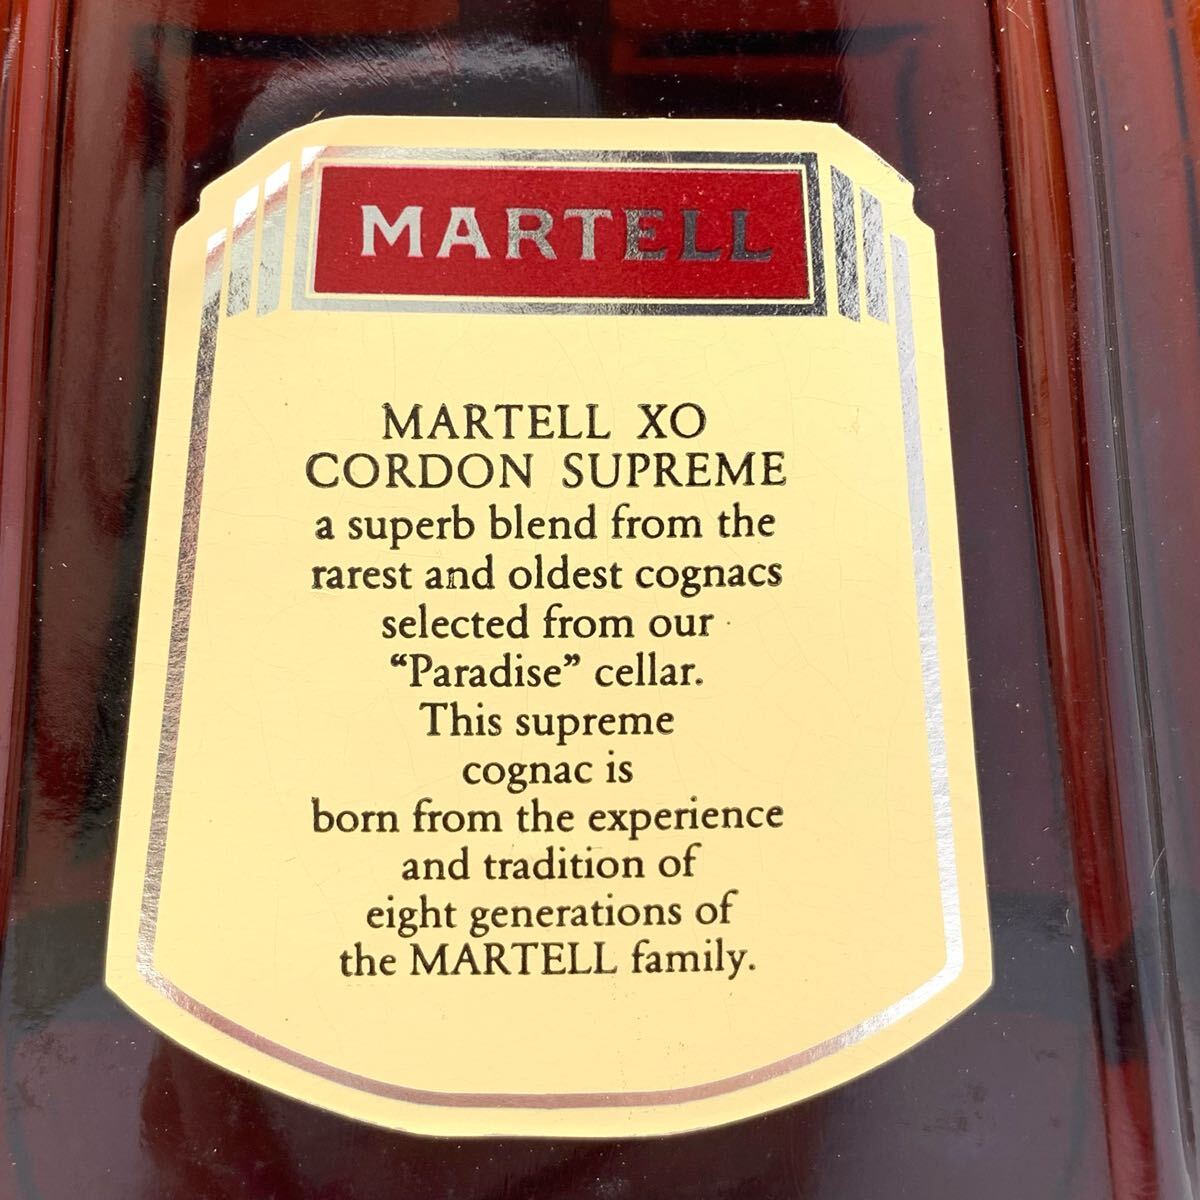 MARTELL
MARTELL XO
CORDON SUPREME
a superb blend from the
rarest and oldest cognacs
selected from our
“Paradise” cellar.
This supreme
cognac is
born from the experience
and tradition of
eight generations of
the MARTELL family.